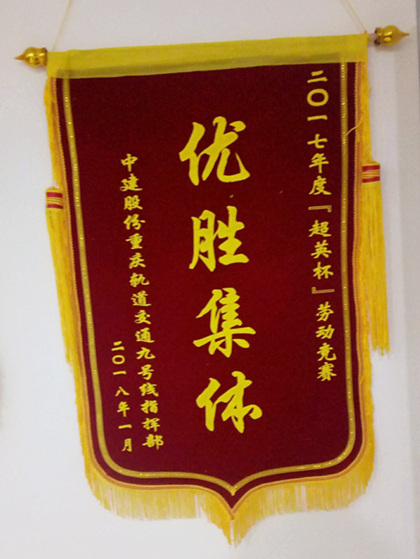 二〇一七年度『超英杯』劳动竞赛
优胜集体
中建股份重庆轨道交通九号线指挥部
二〇一八年一月